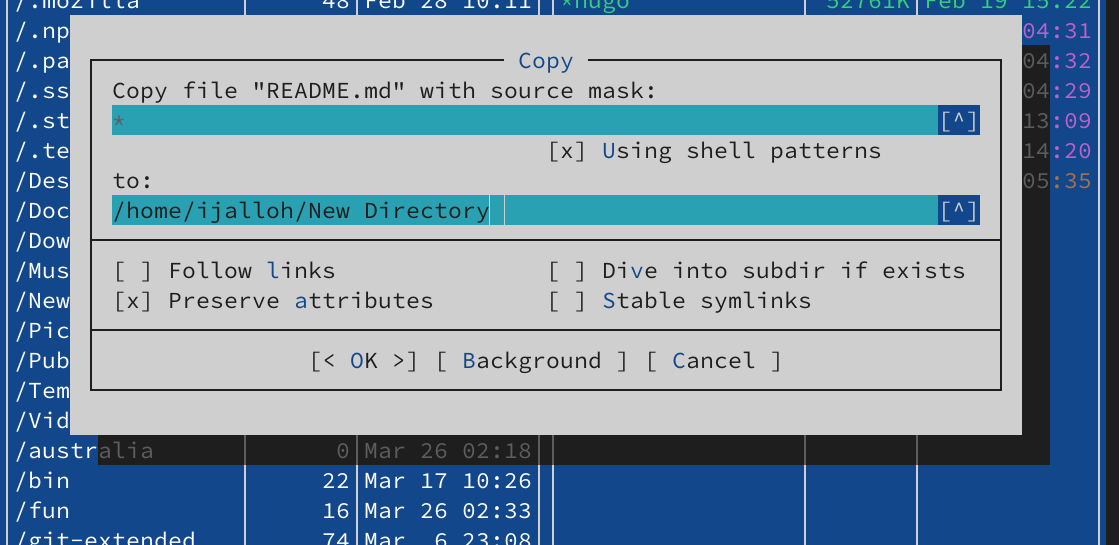 /.mozilla 48 Feb 28 10:11 *hugo 52761K Feb 19 15:22
/.np 04:31
/.pa Copy 04:32
/.ss Copy file "README.md" with source mask: 04:29
/.st * [^] 13:09
/.te [x] Using shell patterns 14:20
/Des to: 05:35
/Doc /home/ijalloh/New Directory [^]
/Dow
/Mus [ ] Follow links [ ] Dive into subdir if exists
/New [x] Preserve attributes [ ] Stable symlinks
/Pic
/Pub [< OK >] [ Background ] [ Cancel ]
/Tem
/Vid
/australia 0 Mar 26 02:18
/bin 22 Mar 17 10:26
/fun 16 Mar 26 02:33
/git-extended 74 Mar 6 23:08